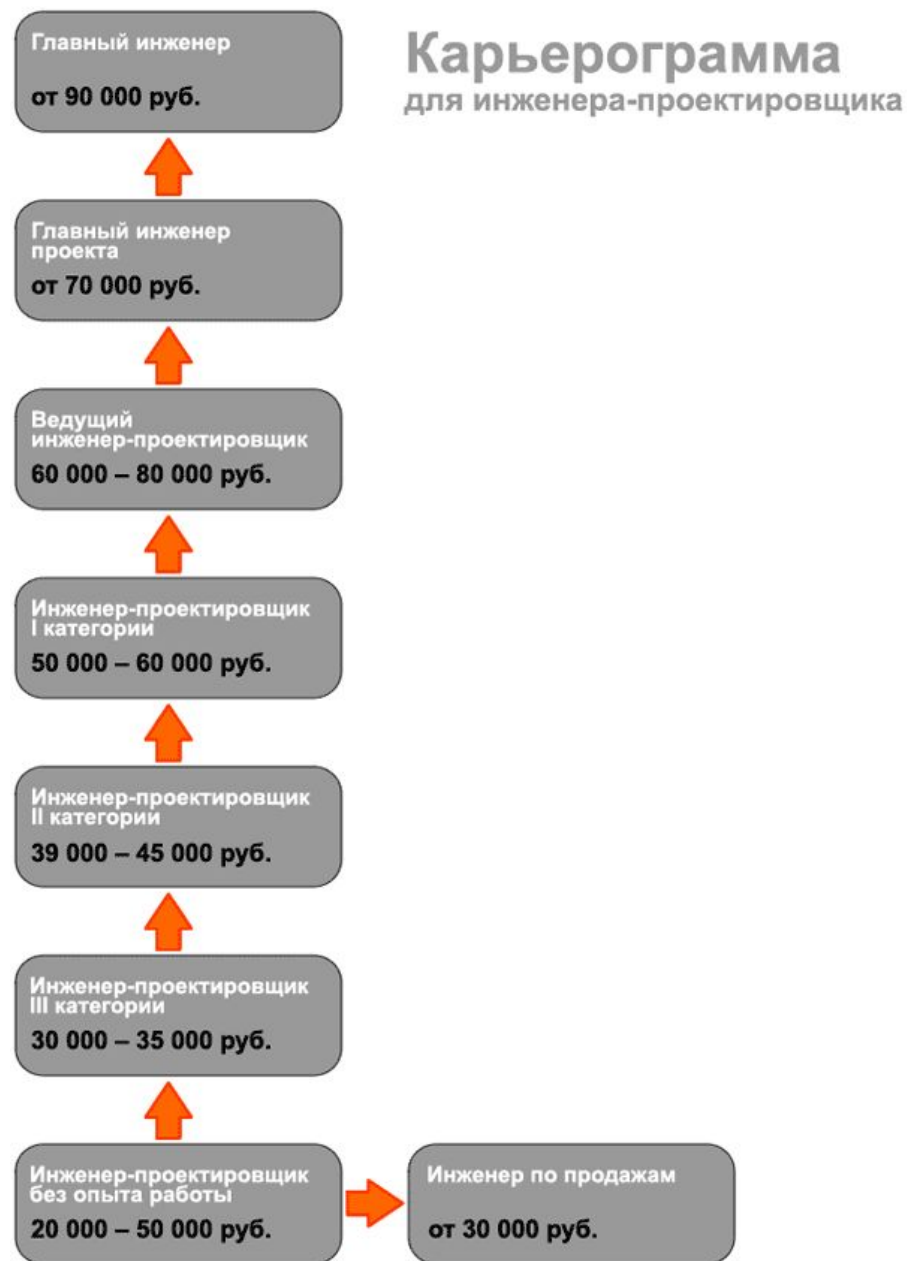 Карьерограмма
для инженера-проектировщика
Главный инженер
от 90 000 руб.
Главный инженер
проекта
от 70 000 руб.
Ведущий
инженер-проектировщик
60 000 – 80 000 руб.
Инженер-проектировщик
I категории
50 000 – 60 000 руб.
Инженер-проектировщик
II категории
39 000 – 45 000 руб.
Инженер-проектировщик
III категории
30 000 – 35 000 руб.
Инженер-проектировщик
без опыта работы
20 000 – 50 000 руб.
Инженер по продажам
от 30 000 руб.